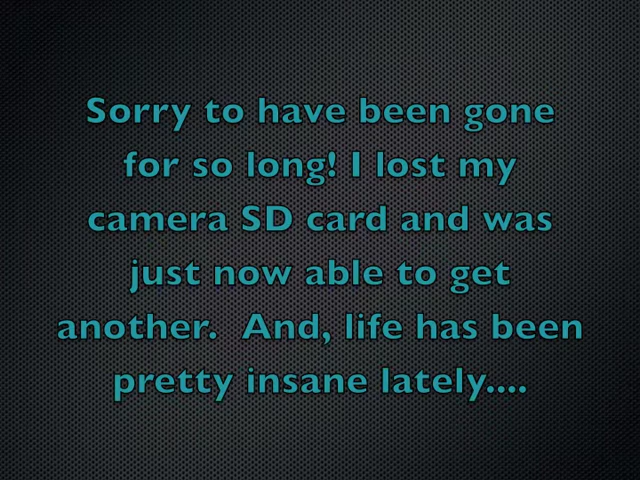 Sorry to have been gone
for so long! I lost my
camera SD card and was
just now able to get
another.  And, life has been
pretty insane lately....